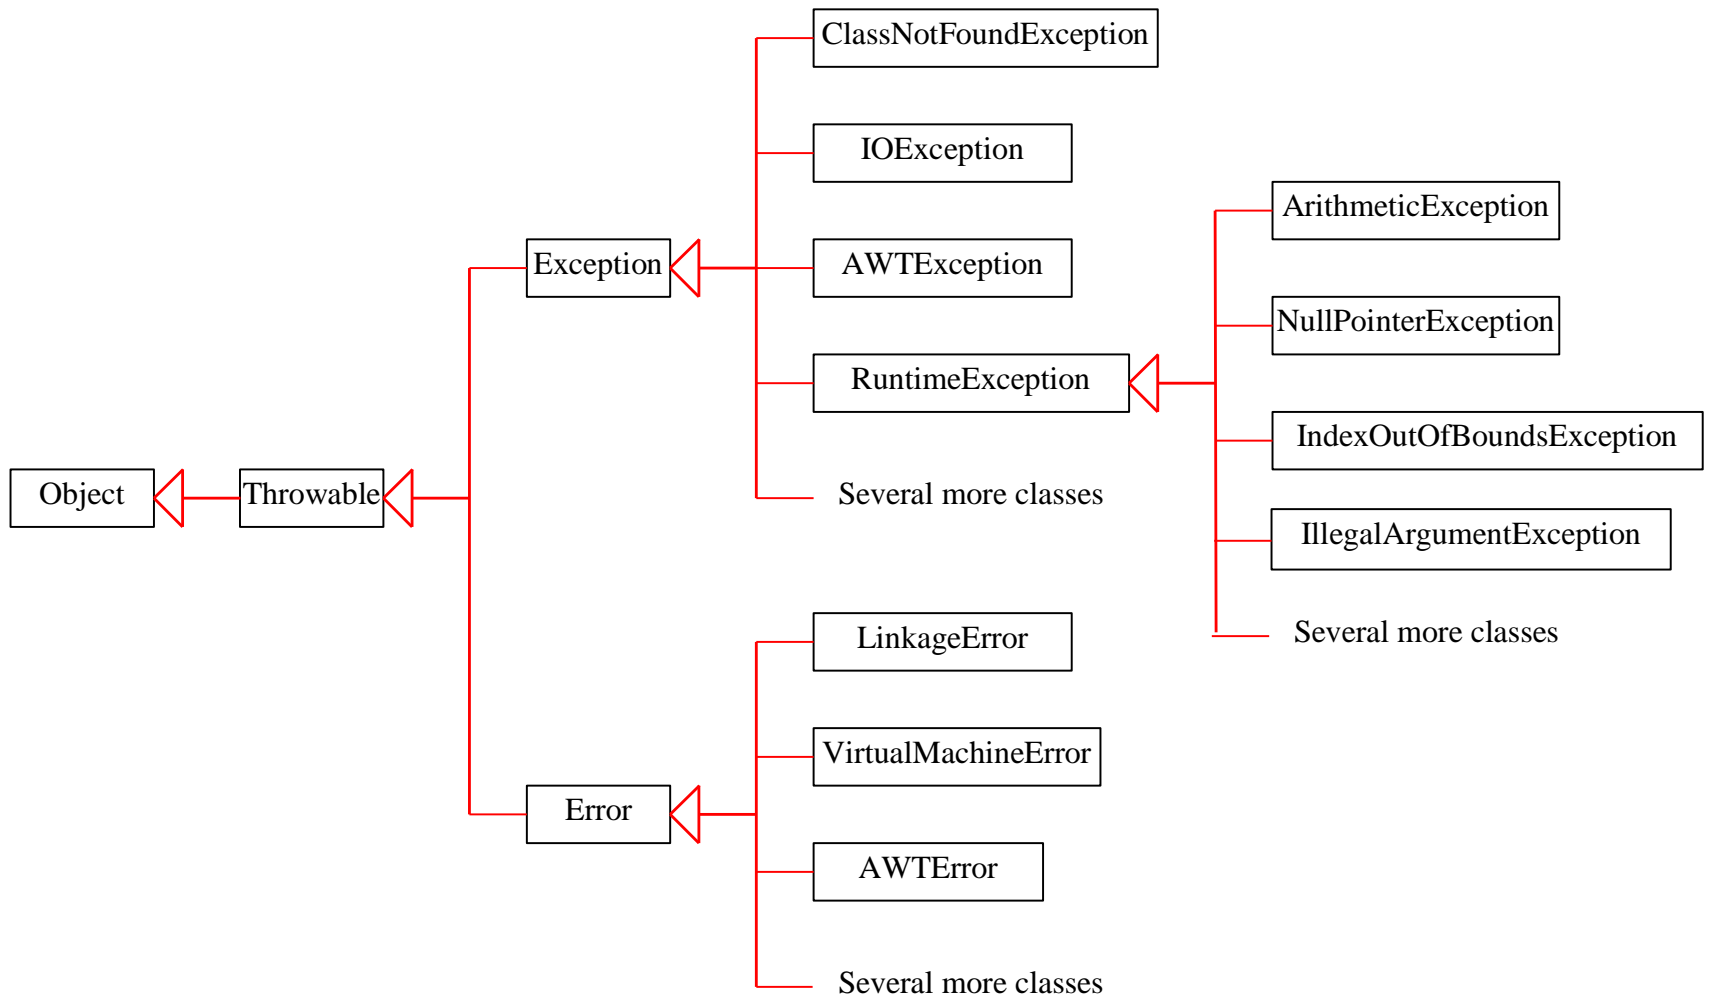 ClassNotFoundException
IOException
ArithmeticException
Exception
AWTException
NullPointerException
RuntimeException
IndexOutOfBoundsException
Object
Throwable
Several more classes
IllegalArgumentException
LinkageError
Several more classes
VirtualMachineError
Error
AWTError
Several more classes